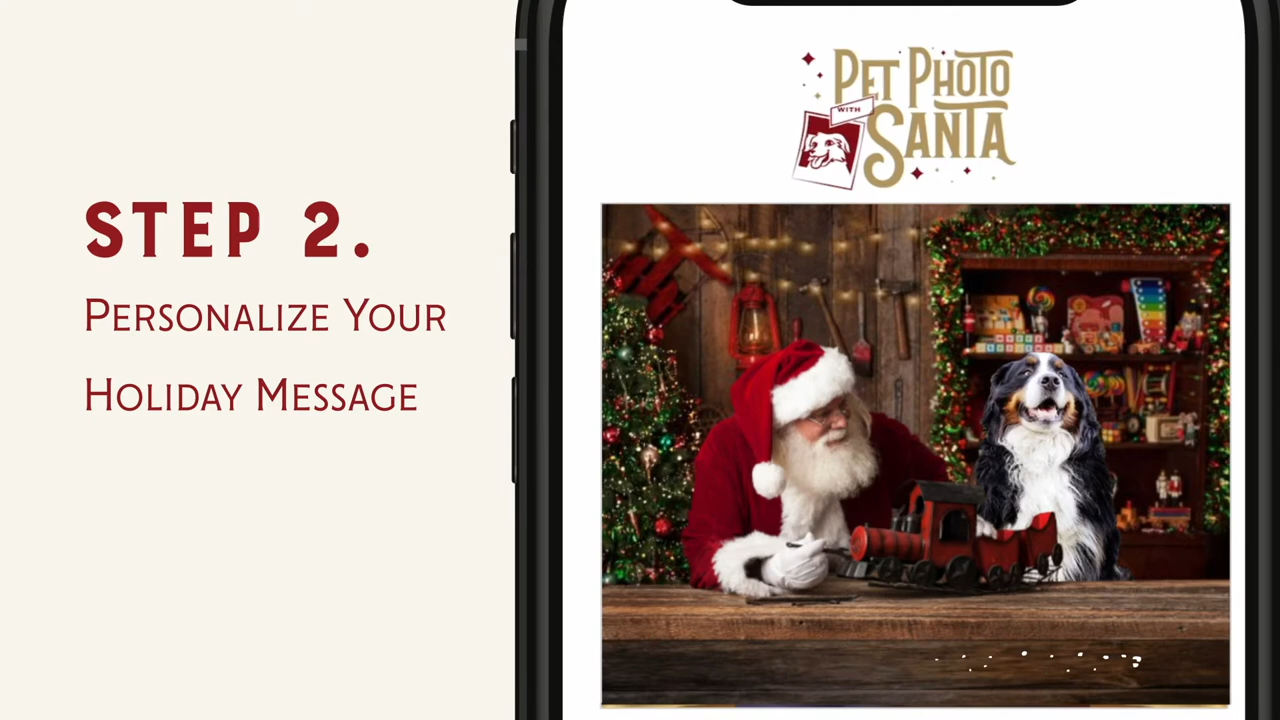 STEP 2.
PERSONALIZE YOUR
HOLIDAY MESSAGE
PET PHOTO
WITH
SANTA